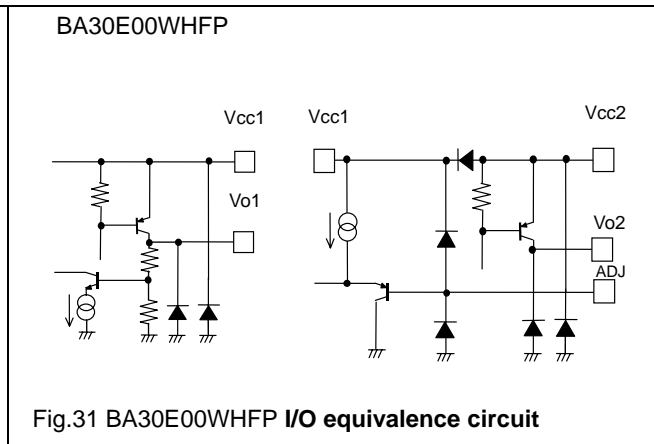 BA30E00WHFP
Vcc1
Vo1
Vcc1
Vcc2
Vo2
ADJ
Fig.31 BA30E00WHFP I/O equivalence circuit